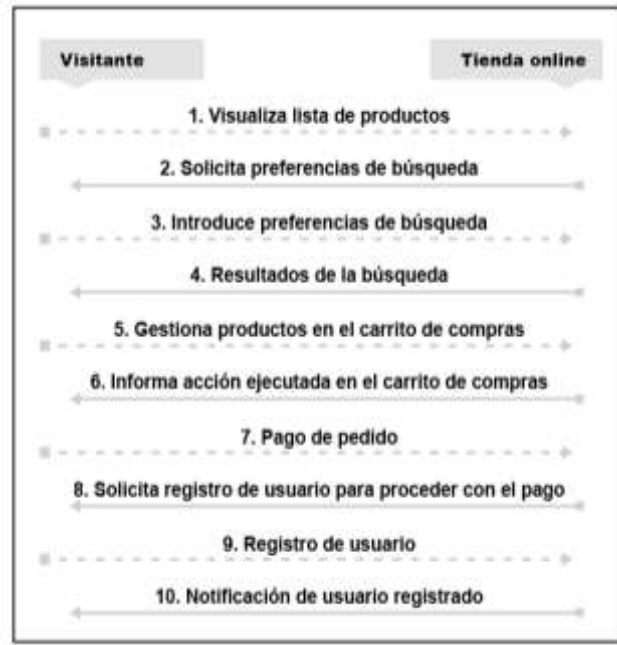 Visitante
Tienda online
1. Visualiza lista de productos
2. Solicita preferencias de búsqueda
3. Introduce preferencias de búsqueda
4. Resultados de la búsqueda
5. Gestiona productos en el carrito de compras
6. Informa acción ejecutada en el carrito de compras
7. Pago de pedido
8. Solicita registro de usuario para proceder con el pago
9. Registro de usuario
10. Notificación de usuario registrado